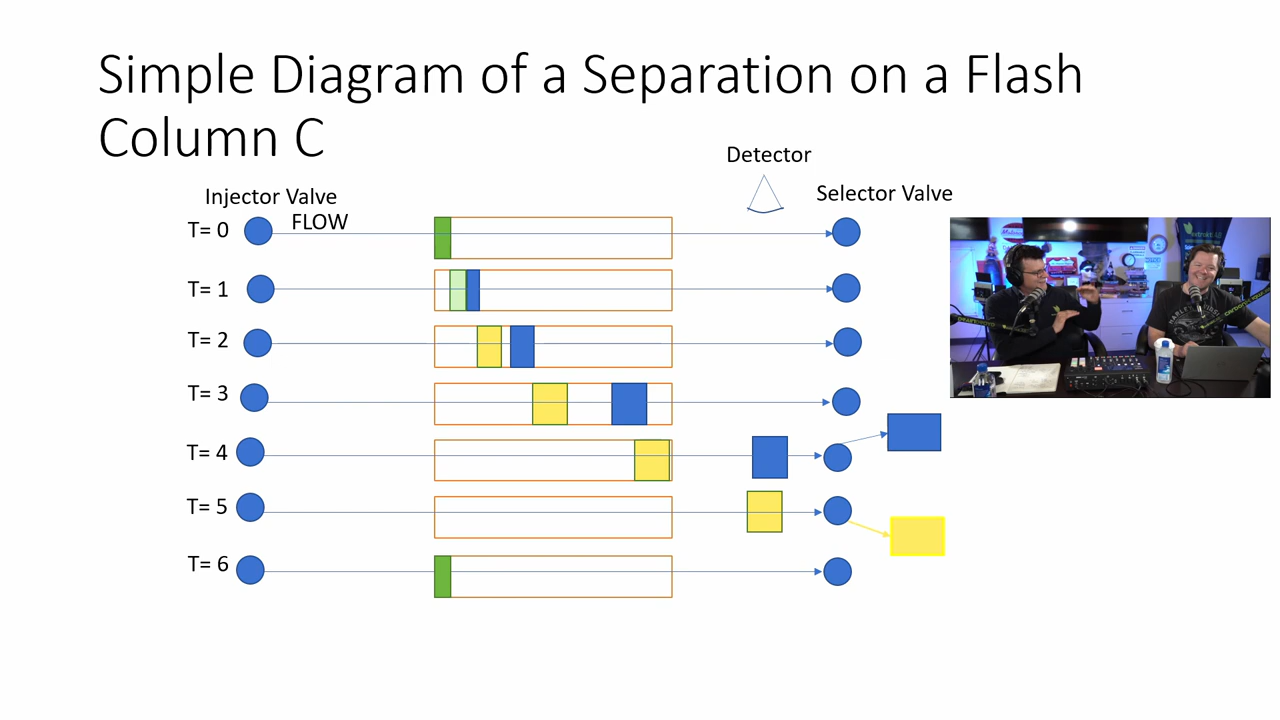 Simple Diagram of a Separation on a Flash
Column C
Detector
Injector Valve
Selector Valve
FLOW
T= 0
T= 1
T= 2
T= 3
T= 4
T= 5
T= 6